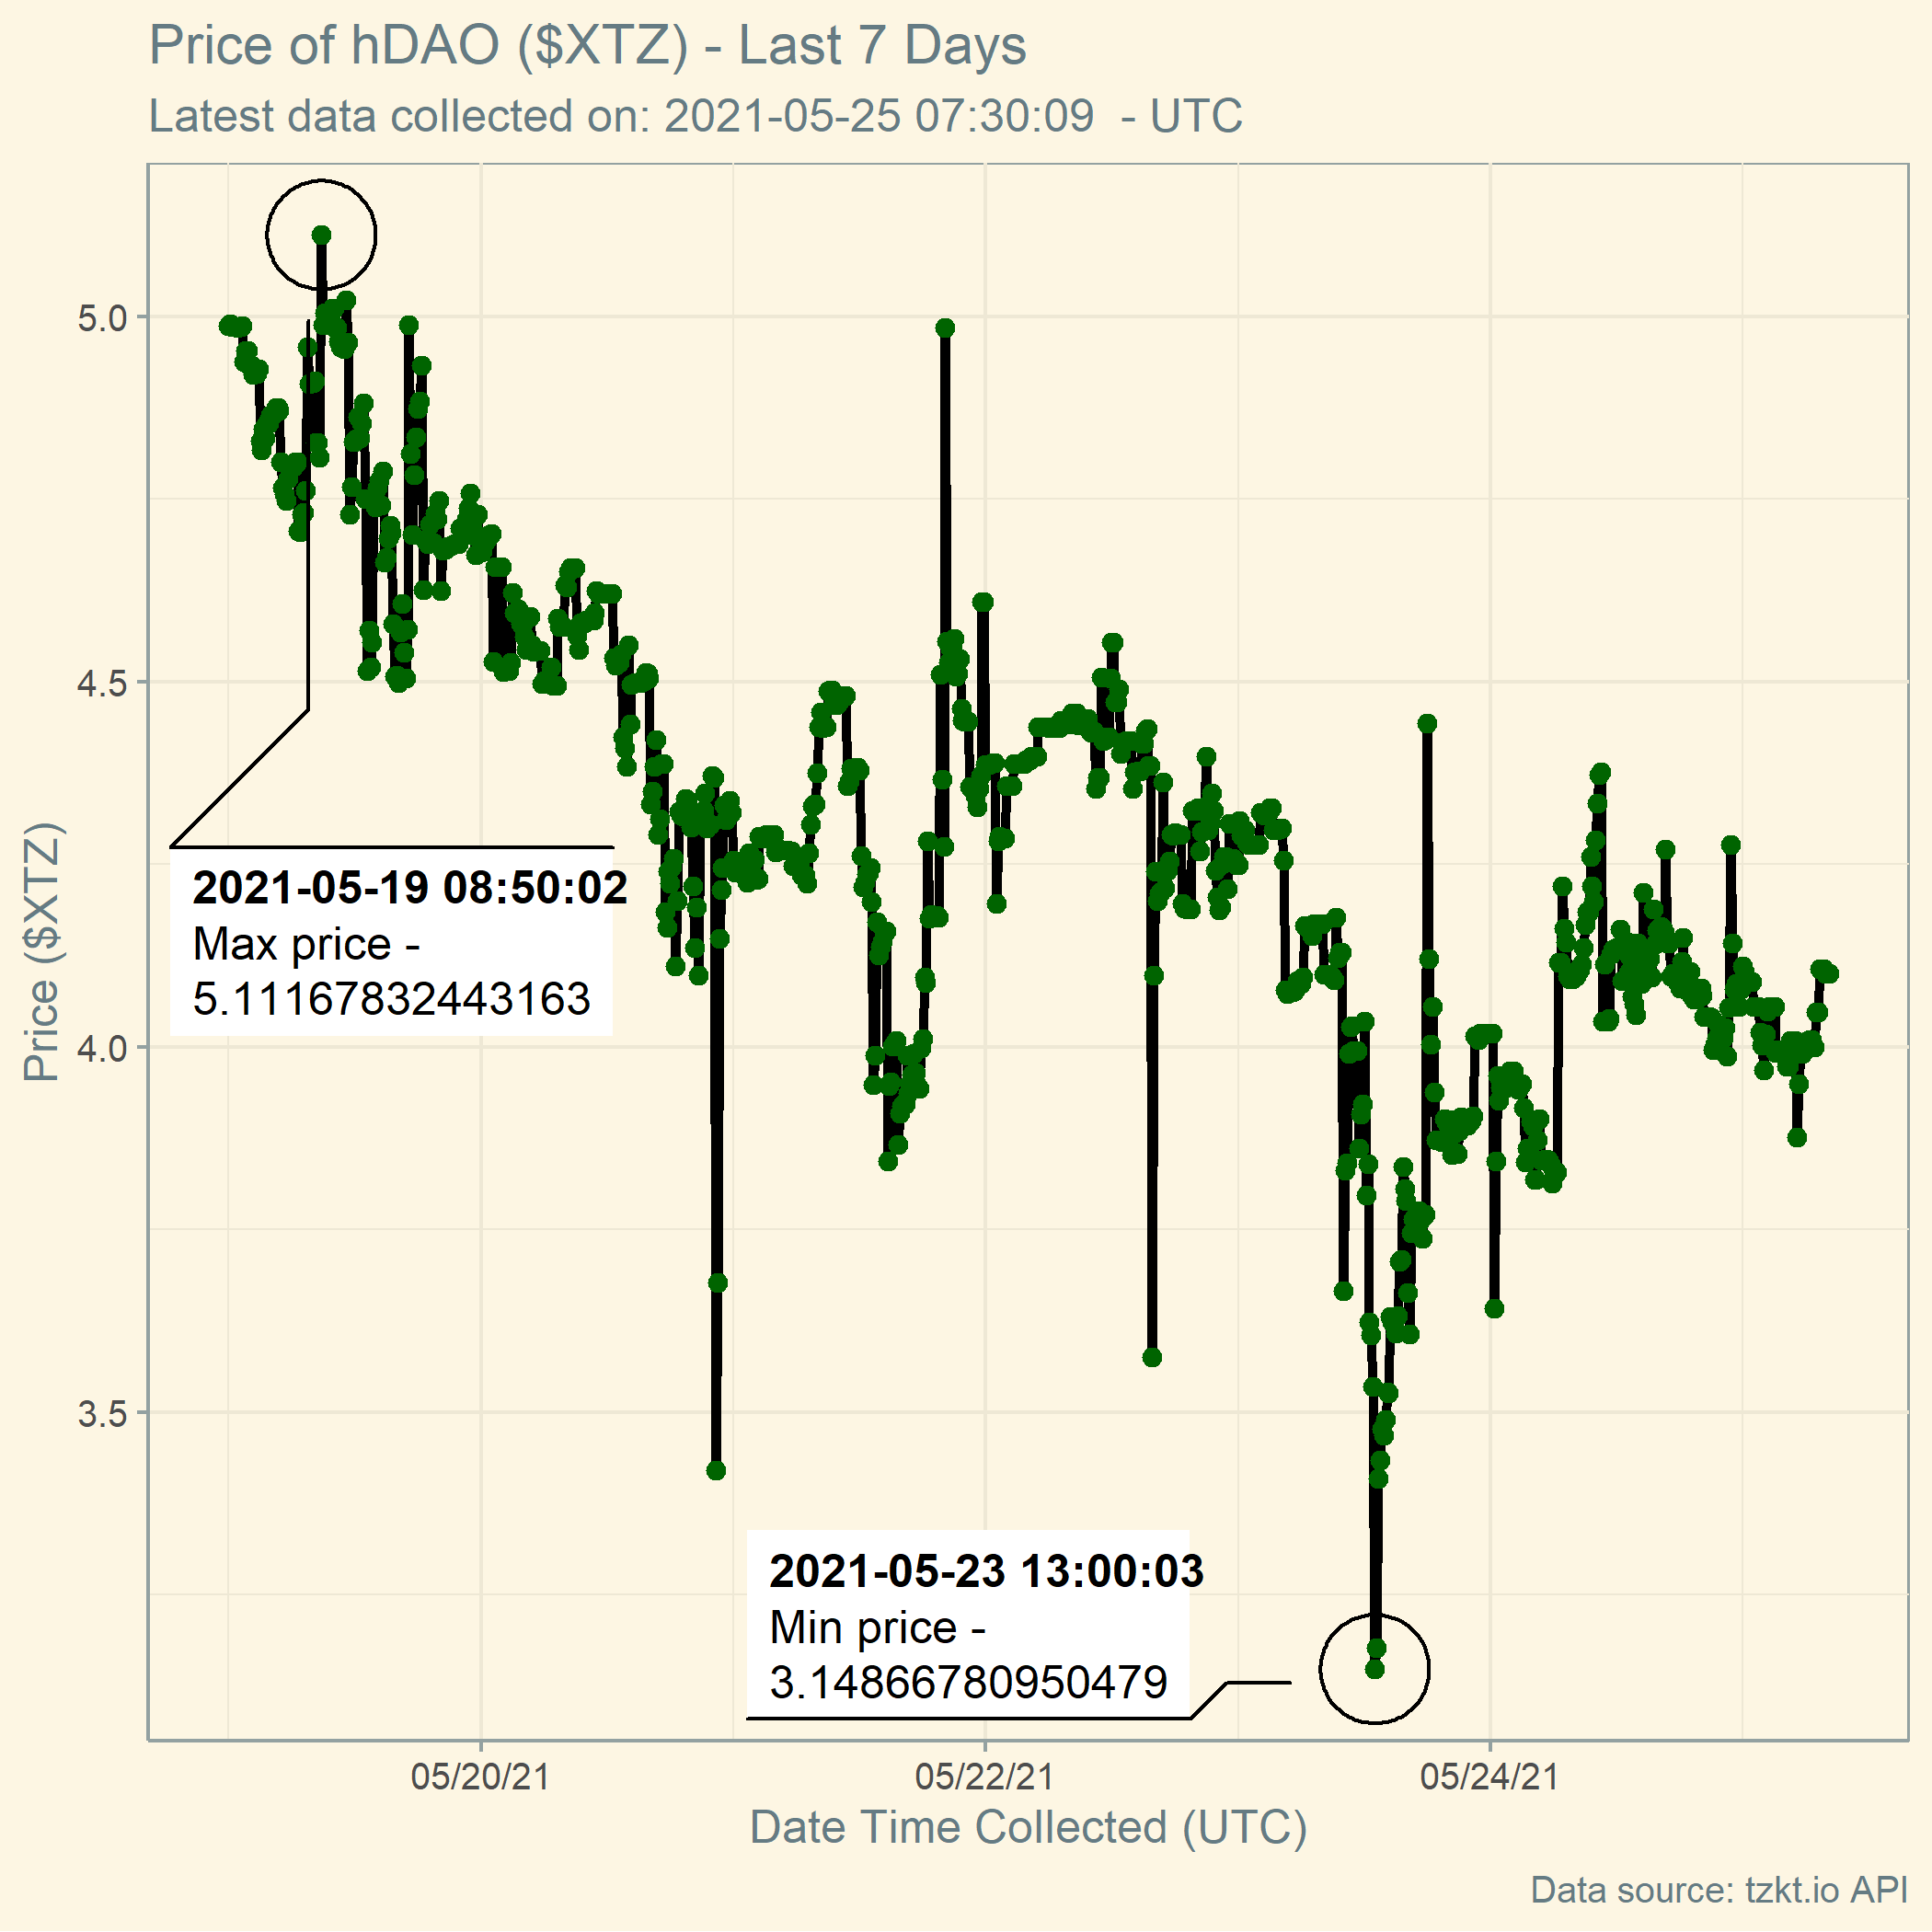 Price of hDAO ($XTZ) - Last 7 Days
Latest data collected on: 2021-05-25 07:30:09  - UTC
Price ($XTZ)
5.0
4.5
4.0
3.5
2021-05-19 08:50:02
Max price -
5.11167832443163
2021-05-23 13:00:03
Min price -
3.14866780950479
05/20/21
05/22/21
05/24/21
Date Time Collected (UTC)
Data source: tzkt.io API